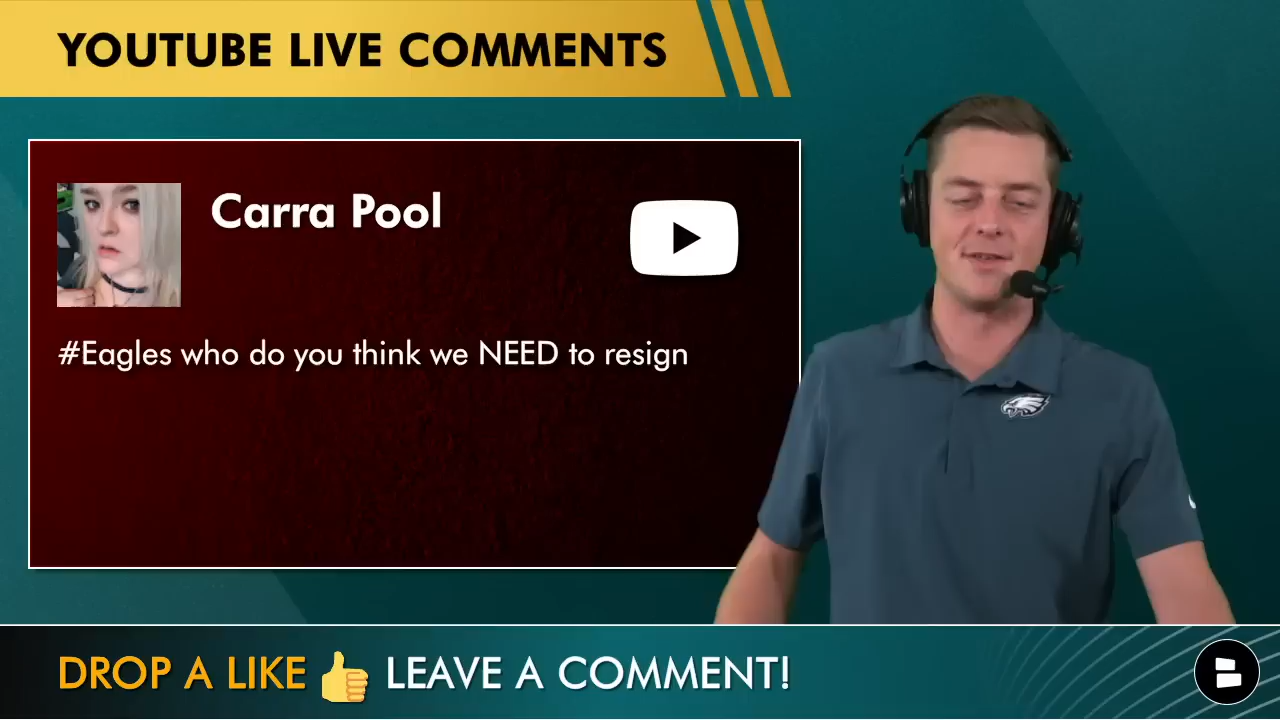 YOUTUBE LIVE COMMENTS
Carra Pool
#Eagles who do you think we NEED to resign
DROP A LIKE 👍 LEAVE A COMMENT!